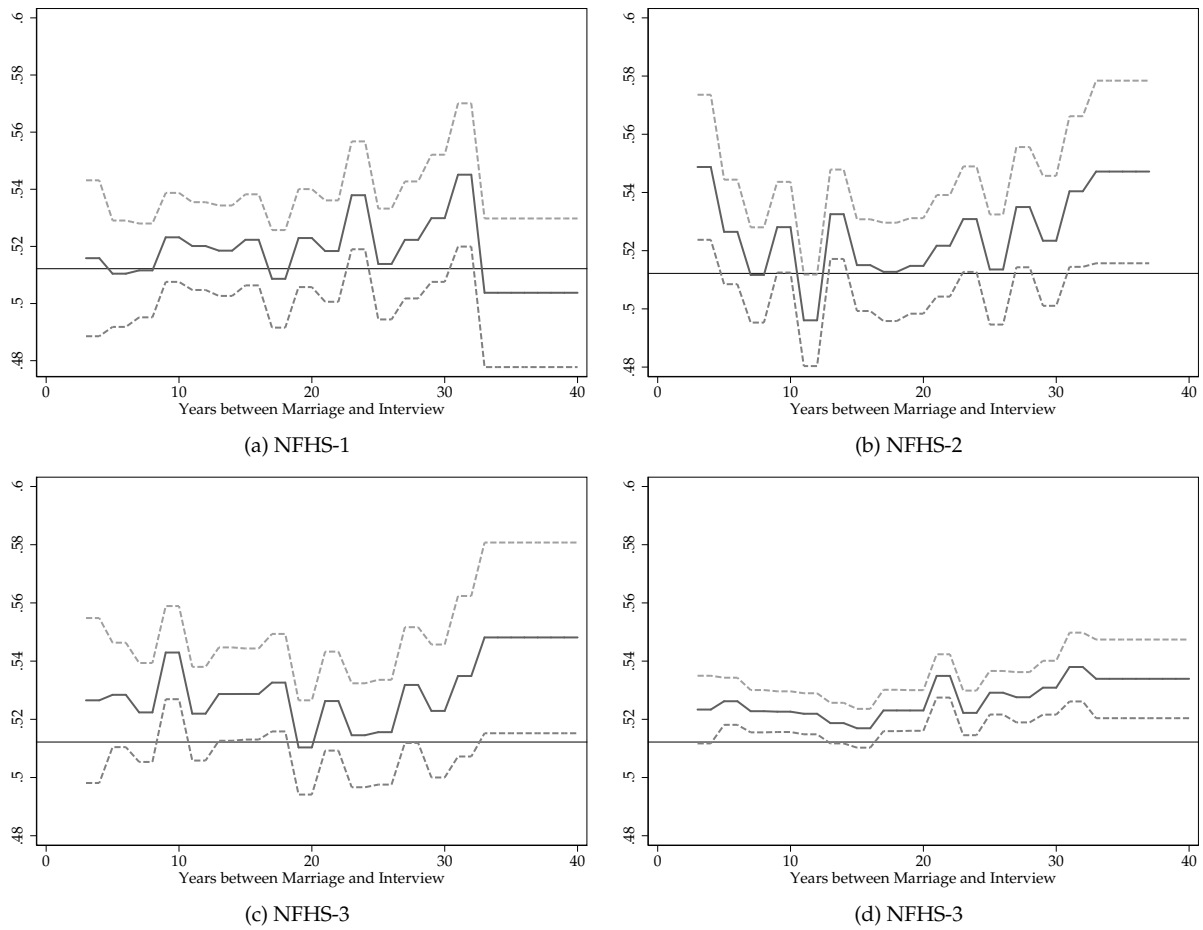 .6
.58
.56
.54
.52
.5
.48
0 10 20 30 40
Years between Marriage and Interview
(a) NFHS-1
.6
.58
.56
.54
.52
.5
.48
0 10 20 30 40
Years between Marriage and Interview
(b) NFHS-2
.6
.58
.56
.54
.52
.5
.48
0 10 20 30 40
Years between Marriage and Interview
(c) NFHS-3
.6
.58
.56
.54
.52
.5
.48
0 10 20 30 40
Years between Marriage and Interview
(d) NFHS-3